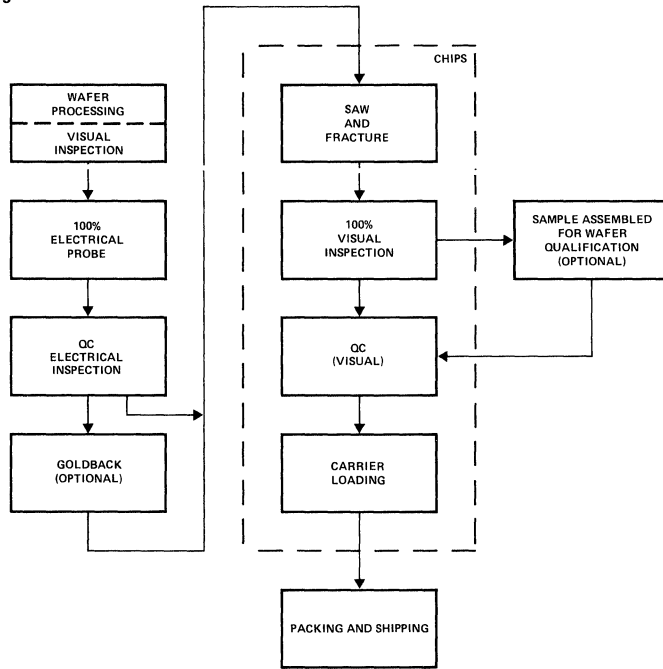 WAFER
PROCESSING
VISUAL
INSPECTION
100%
ELECTRICAL
PROBE
QC
ELECTRICAL
INSPECTION
GOLDBACK
(OPTIONAL)
CHIPS
SAW
AND
FRACTURE
100%
VISUAL
INSPECTION
SAMPLE ASSEMBLED
FOR WAFER
QUALIFICATION
(OPTIONAL)
QC
(VISUAL)
CARRIER
LOADING
PACKING AND SHIPPING